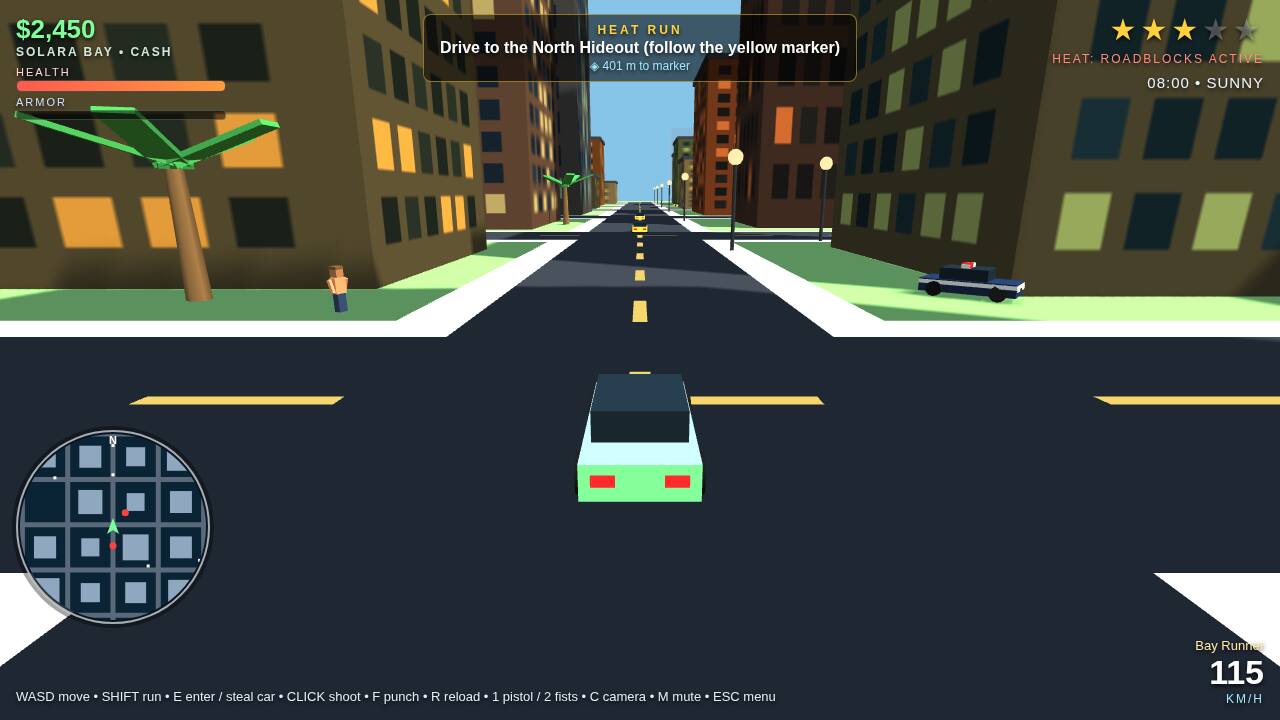 $2,450
SOLARA BAY • CASH
HEALTH
ARMOR
HEAT RUN
Drive to the North Hideout (follow the yellow marker)
◈ 401 m to marker
★★★★★
HEAT: ROADBLOCKS ACTIVE
08:00 • SUNNY
N
Bay Runner
115
KM/H
WASD move • SHIFT run • E enter / steal car • CLICK shoot • F punch • R reload • 1 pistol / 2 fists • C camera • M mute • ESC menu